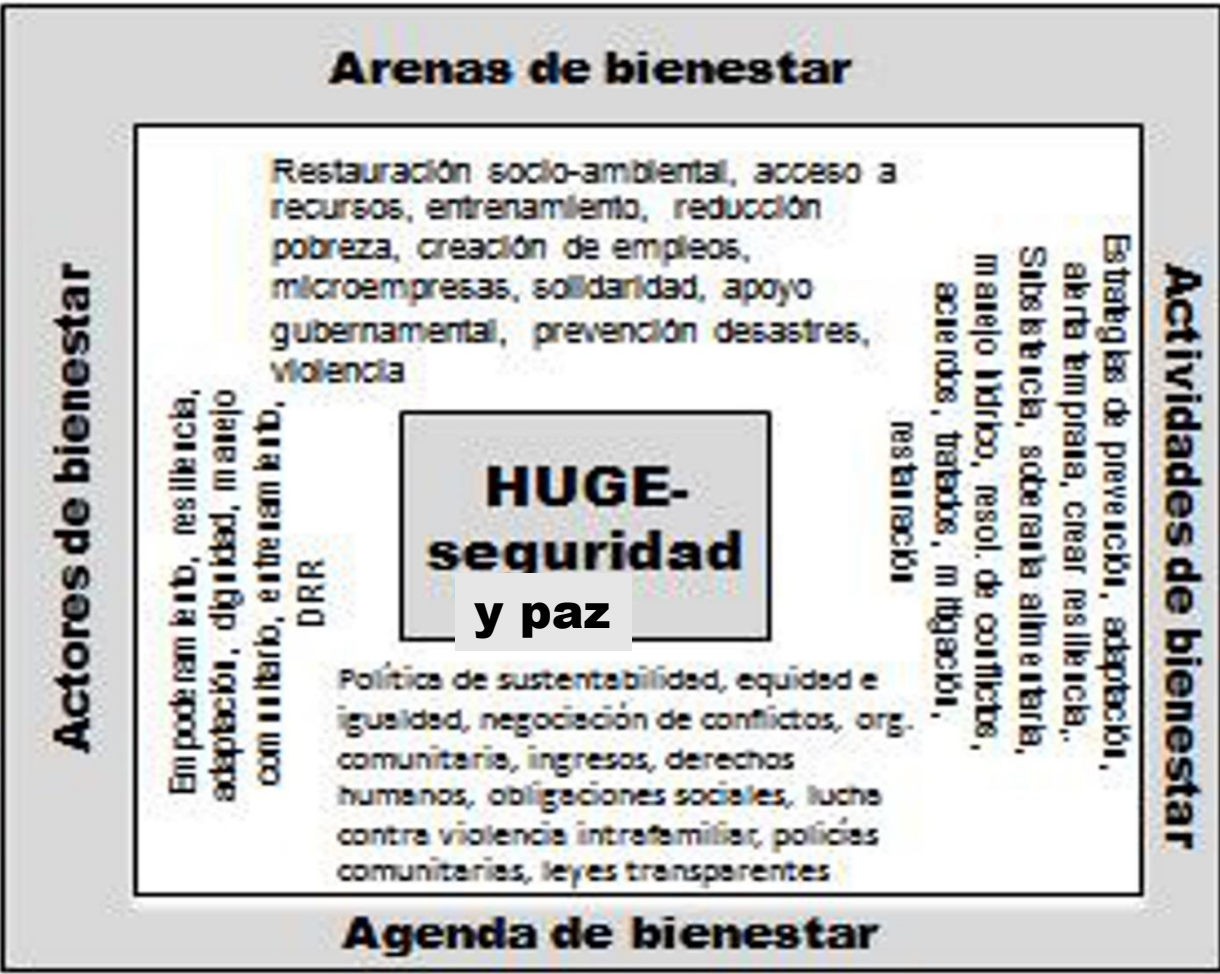 Arenas de bienestar
Restauración socio-ambiental, acceso a
recursos, entrenamiento, reducción
pobreza, creación de empleos,
microempresas, solidaridad, apoyo
gubernamental, prevención desastres,
violencia
Actores de bienestar
Empoderamiento, resiliencia,
adaptación, dignidad, manejo
comunitario, entrenamiento,
DRR
HUGE-
seguridad
y paz
Estrategias de prevención, adaptación,
alerta temprana, crear resiliencia,
Subsistencia, soberanía alimentaria,
manejo hídrico, resol. de conflictos,
acuerdos, tratados, mitigación,
restauración
Actividades de bienestar
Política de sustentabilidad, equidad e
igualdad, negociación de conflictos, org.
comunitaria, ingresos, derechos
humanos, obligaciones sociales, lucha
contra violencia intrafamiliar, policías
comunitarias, leyes transparentes
Agenda de bienestar